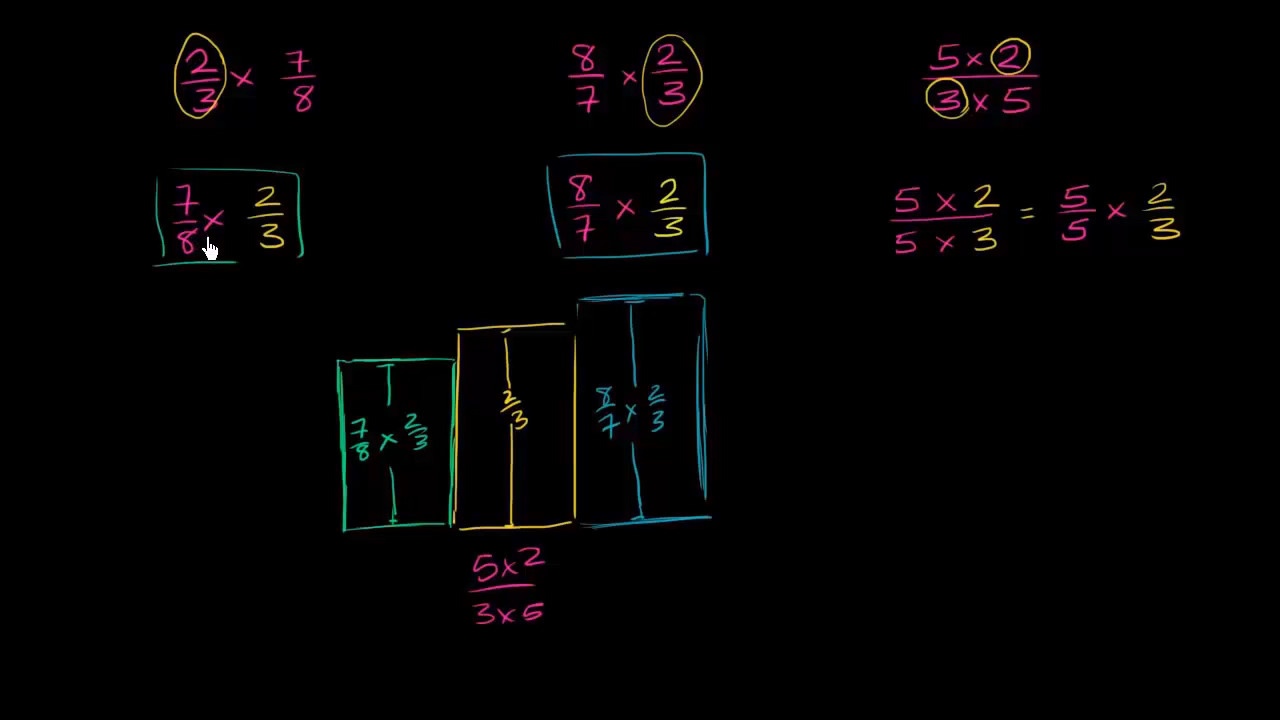 2/3 × 7/8
8/7 × 2/3
5 × 2 / 3 × 5
7/8 × 2/3
8/7 × 2/3
5 × 2 / 5 × 3 = 5/5 × 2/3
7/8 × 2/3
2/3
8/7 × 2/3
5×2 / 3×5